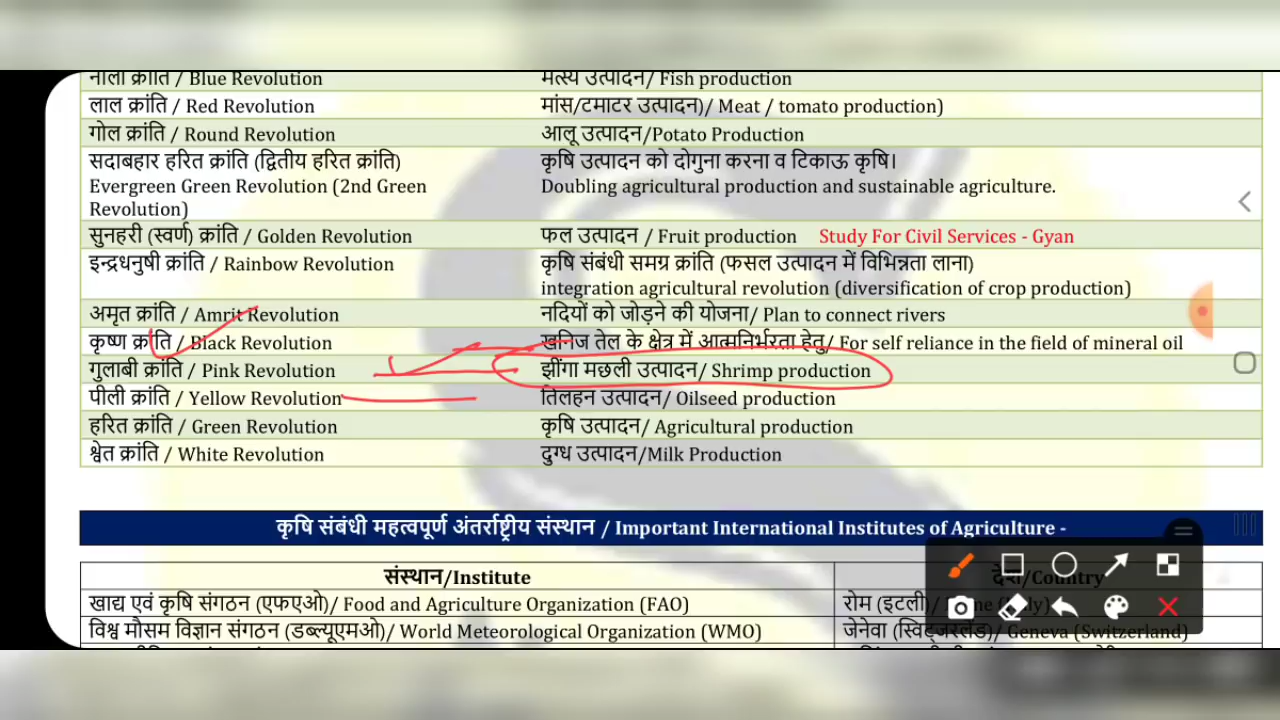 नीली क्रांति / Blue Revolution मत्स्य उत्पादन/ Fish production
लाल क्रांति / Red Revolution मांस/टमाटर उत्पादन)/ Meat / tomato production)
गोल क्रांति / Round Revolution आलू उत्पादन/Potato Production
सदाबहार हरित क्रांति (द्वितीय हरित क्रांति) कृषि उत्पादन को दोगुना करना व टिकाऊ कृषि।
Evergreen Green Revolution (2nd Green Doubling agricultural production and sustainable agriculture.
Revolution)
सुनहरी (स्वर्ण) क्रांति / Golden Revolution फल उत्पादन / Fruit production Study For Civil Services - Gyan
इन्द्रधनुषी क्रांति / Rainbow Revolution कृषि संबंधी समग्र क्रांति (फसल उत्पादन में विभिन्नता लाना)
integration agricultural revolution (diversification of crop production)
अमृत क्रांति / Amrit Revolution नदियों को जोड़ने की योजना/ Plan to connect rivers
कृष्ण क्रांति / Black Revolution खनिज तेल के क्षेत्र में आत्मनिर्भरता हेतु/ For self reliance in the field of mineral oil
गुलाबी क्रांति / Pink Revolution झींगा मछली उत्पादन/ Shrimp production
पीली क्रांति / Yellow Revolution तिलहन उत्पादन/ Oilseed production
हरित क्रांति / Green Revolution कृषि उत्पादन/ Agricultural production
श्वेत क्रांति / White Revolution दुग्ध उत्पादन/Milk Production
कृषि संबंधी महत्वपूर्ण अंतर्राष्ट्रीय संस्थान / Important International Institutes of Agriculture -
संस्थान/Institute देश/Country
खाद्य एवं कृषि संगठन (एफएओ)/ Food and Agriculture Organization (FAO) रोम (इटली)/
विश्व मौसम विज्ञान संगठन (डब्ल्यूएमओ)/ World Meteorological Organization (WMO) जेनेवा (स्विट्जरलैंड)/ Geneva (Switzerland)